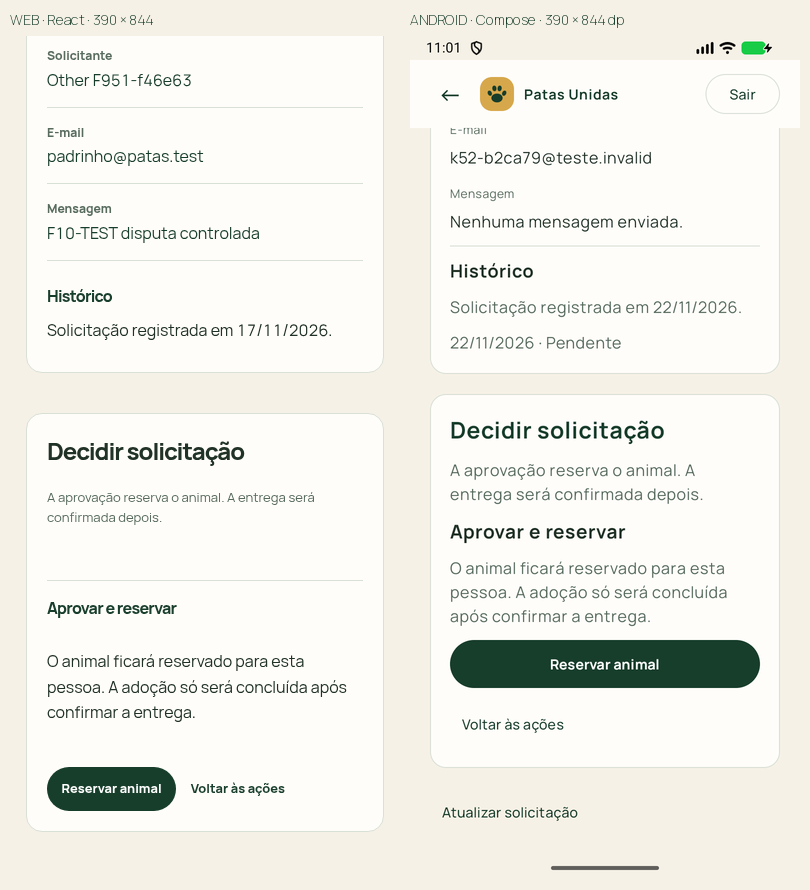 WEB · React · 390 × 844
Solicitante
Other F951-f46e63
E-mail
padrinho@patas.test
Mensagem
F10-TEST disputa controlada
Histórico
Solicitação registrada em 17/11/2026.
Decidir solicitação
A aprovação reserva o animal. A entrega será
confirmada depois.
Aprovar e reservar
O animal ficará reservado para esta
pessoa. A adoção só será concluída após
confirmar a entrega.
Reservar animal
Voltar às ações
ANDROID · Compose · 390 × 844 dp
11:01
Patas Unidas
Sair
E-mail
k52-b2ca79@teste.invalid
Mensagem
Nenhuma mensagem enviada.
Histórico
Solicitação registrada em 22/11/2026.
22/11/2026 · Pendente
Decidir solicitação
A aprovação reserva o animal. A
entrega será confirmada depois.
Aprovar e reservar
O animal ficará reservado para esta
pessoa. A adoção só será concluída
após confirmar a entrega.
Reservar animal
Voltar às ações
Atualizar solicitação